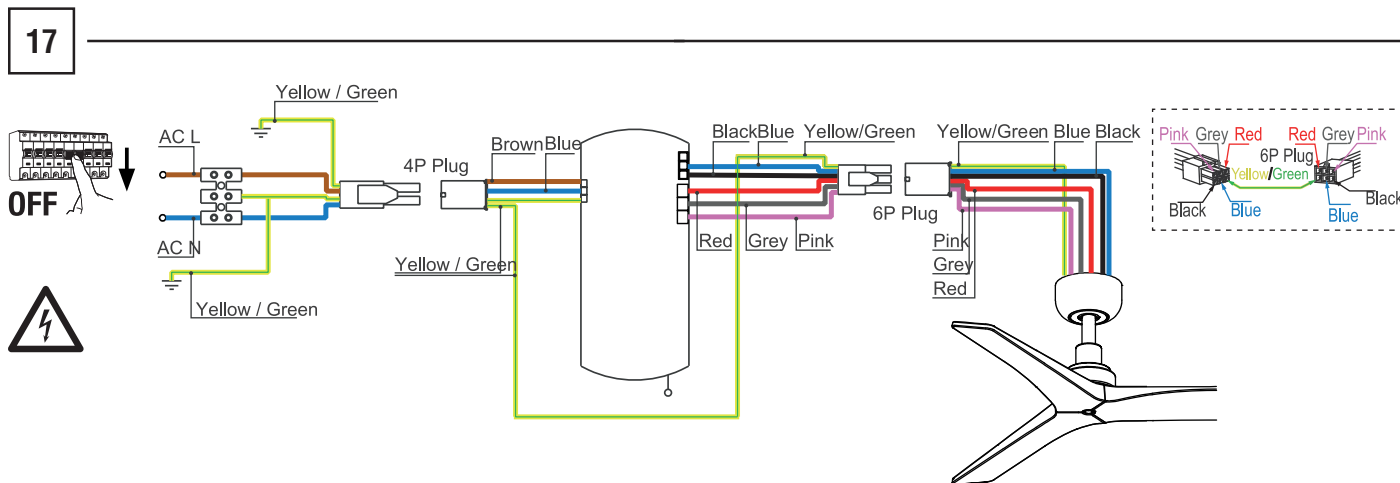 17
OFF
AC L
AC N
Yellow / Green
Yellow / Green
4P Plug
Brown Blue
Yellow / Green
BlackBlue Yellow/Green
Red Grey Pink
Yellow/Green Blue Black
6P Plug
Pink
Grey
Red
Pink Grey Red
Red Grey Pink
6P Plug
Yellow/Green
Black
Blue
Blue
Black